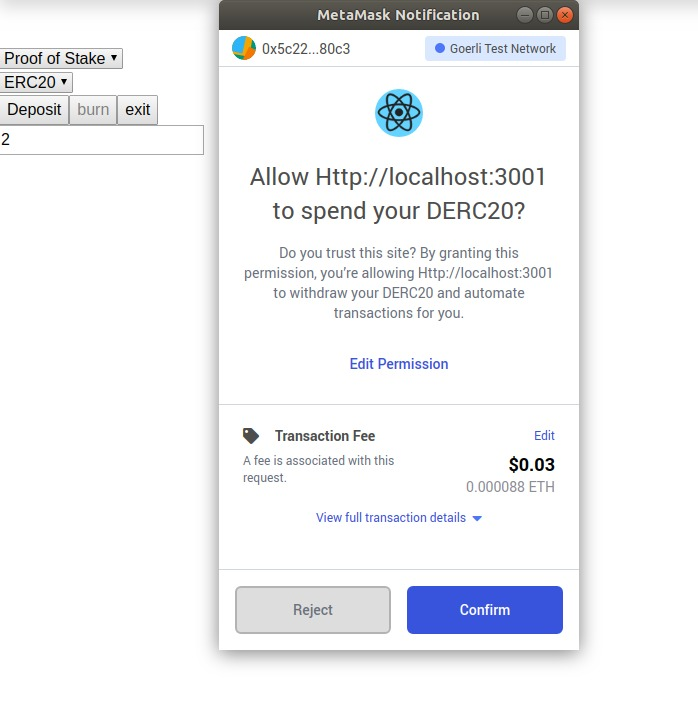 Proof of Stake
ERC20
Deposit burn exit
2
MetaMask Notification
0x5c22...80c3 Goerli Test Network
Allow Http://localhost:3001
to spend your DERC20?
Do you trust this site? By granting this
permission, you're allowing Http://localhost:3001
to withdraw your DERC20 and automate
transactions for you.
Edit Permission
Transaction Fee Edit
A fee is associated with this
request.
$0.03
0.000088 ETH
View full transaction details
Reject Confirm